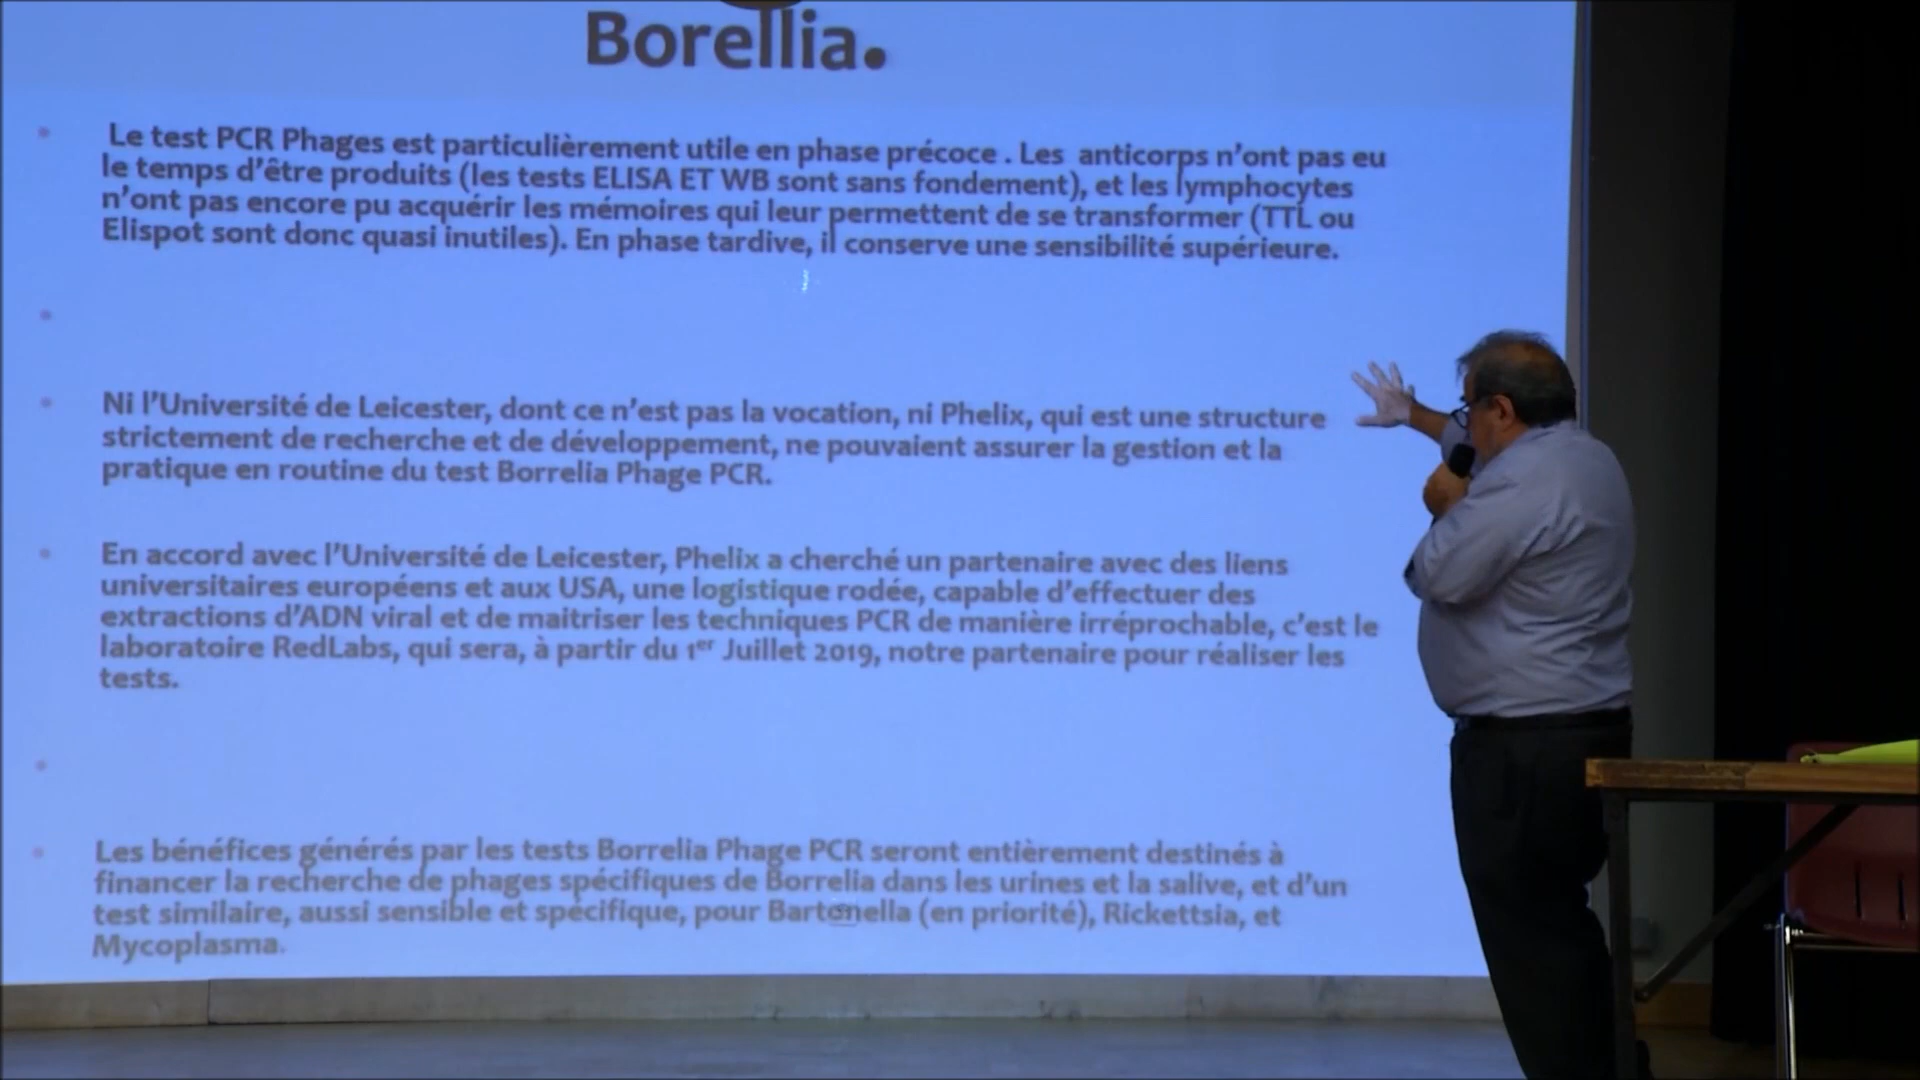 Borellia.
Le test PCR Phages est particulièrement utile en phase précoce . Les anticorps n'ont pas eu
le temps d'être produits (les tests ELISA ET WB sont sans fondement), et les lymphocytes
n'ont pas encore pu acquérir les mémoires qui leur permettent de se transformer (TTL ou
Elispot sont donc quasi inutiles). En phase tardive, il conserve une sensibilité supérieure.
Ni l'Université de Leicester, dont ce n'est pas la vocation, ni Phelix, qui est une structure
strictement de recherche et de développement, ne pouvaient assurer la gestion et la
pratique en routine du test Borrelia Phage PCR.
En accord avec l'Université de Leicester, Phelix a cherché un partenaire avec des liens
universitaires européens et aux USA, une logistique rodée, capable d'effectuer des
extractions d'ADN viral et de maitriser les techniques PCR de manière irréprochable, c'est le
laboratoire RedLabs, qui sera, à partir du 1er Juillet 2019, notre partenaire pour réaliser les
tests.
Les bénéfices générés par les tests Borrelia Phage PCR seront entièrement destinés à
financer la recherche de phages spécifiques de Borrelia dans les urines et la salive, et d'un
test similaire, aussi sensible et spécifique, pour Bartonella (en priorité), Rickettsia, et
Mycoplasma.